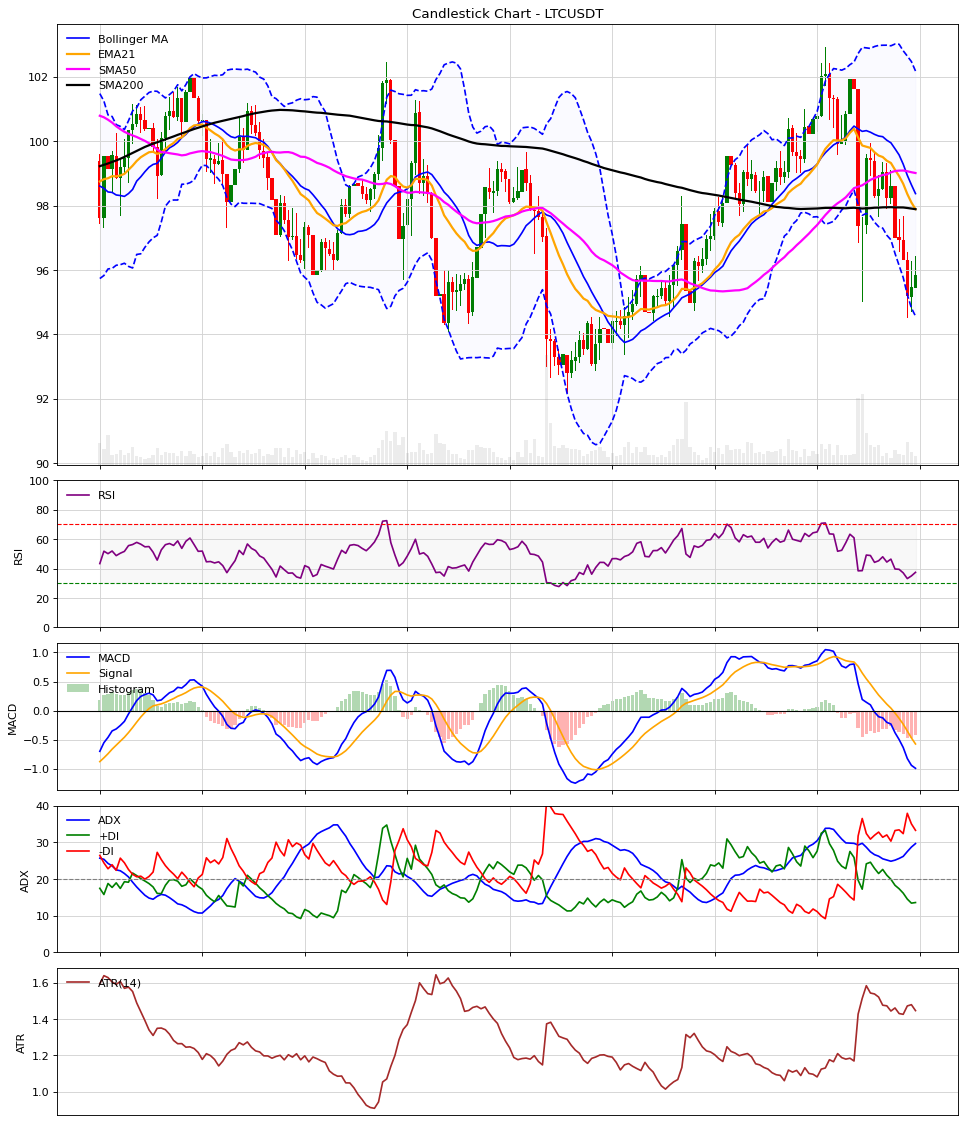 Candlestick Chart - LTCUSDT
Bollinger MA
EMA21
SMA50
SMA200
102
100
98
96
94
92
90
RSI
RSI
100
80
60
40
20
0
MACD
Signal
Histogram
MACD
1.0
0.5
0.0
−0.5
−1.0
ADX
+DI
-DI
ADX
40
30
20
10
0
ATR(14)
ATR
1.6
1.4
1.2
1.0